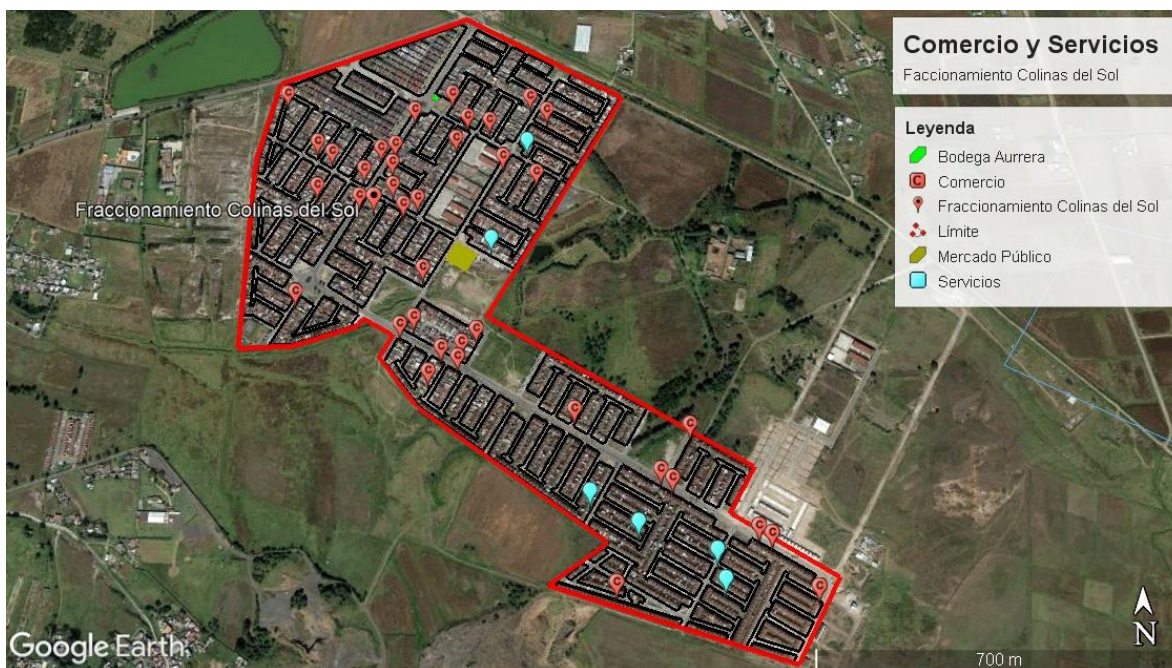 Comercio y Servicios
Faccionamiento Colinas del Sol
Leyenda
Bodega Aurrera
C Comercio
Fraccionamiento Colinas del Sol
Límite
Mercado Público
Servicios
Fraccionamiento Colinas del Sol
Google Earth
N
700 m